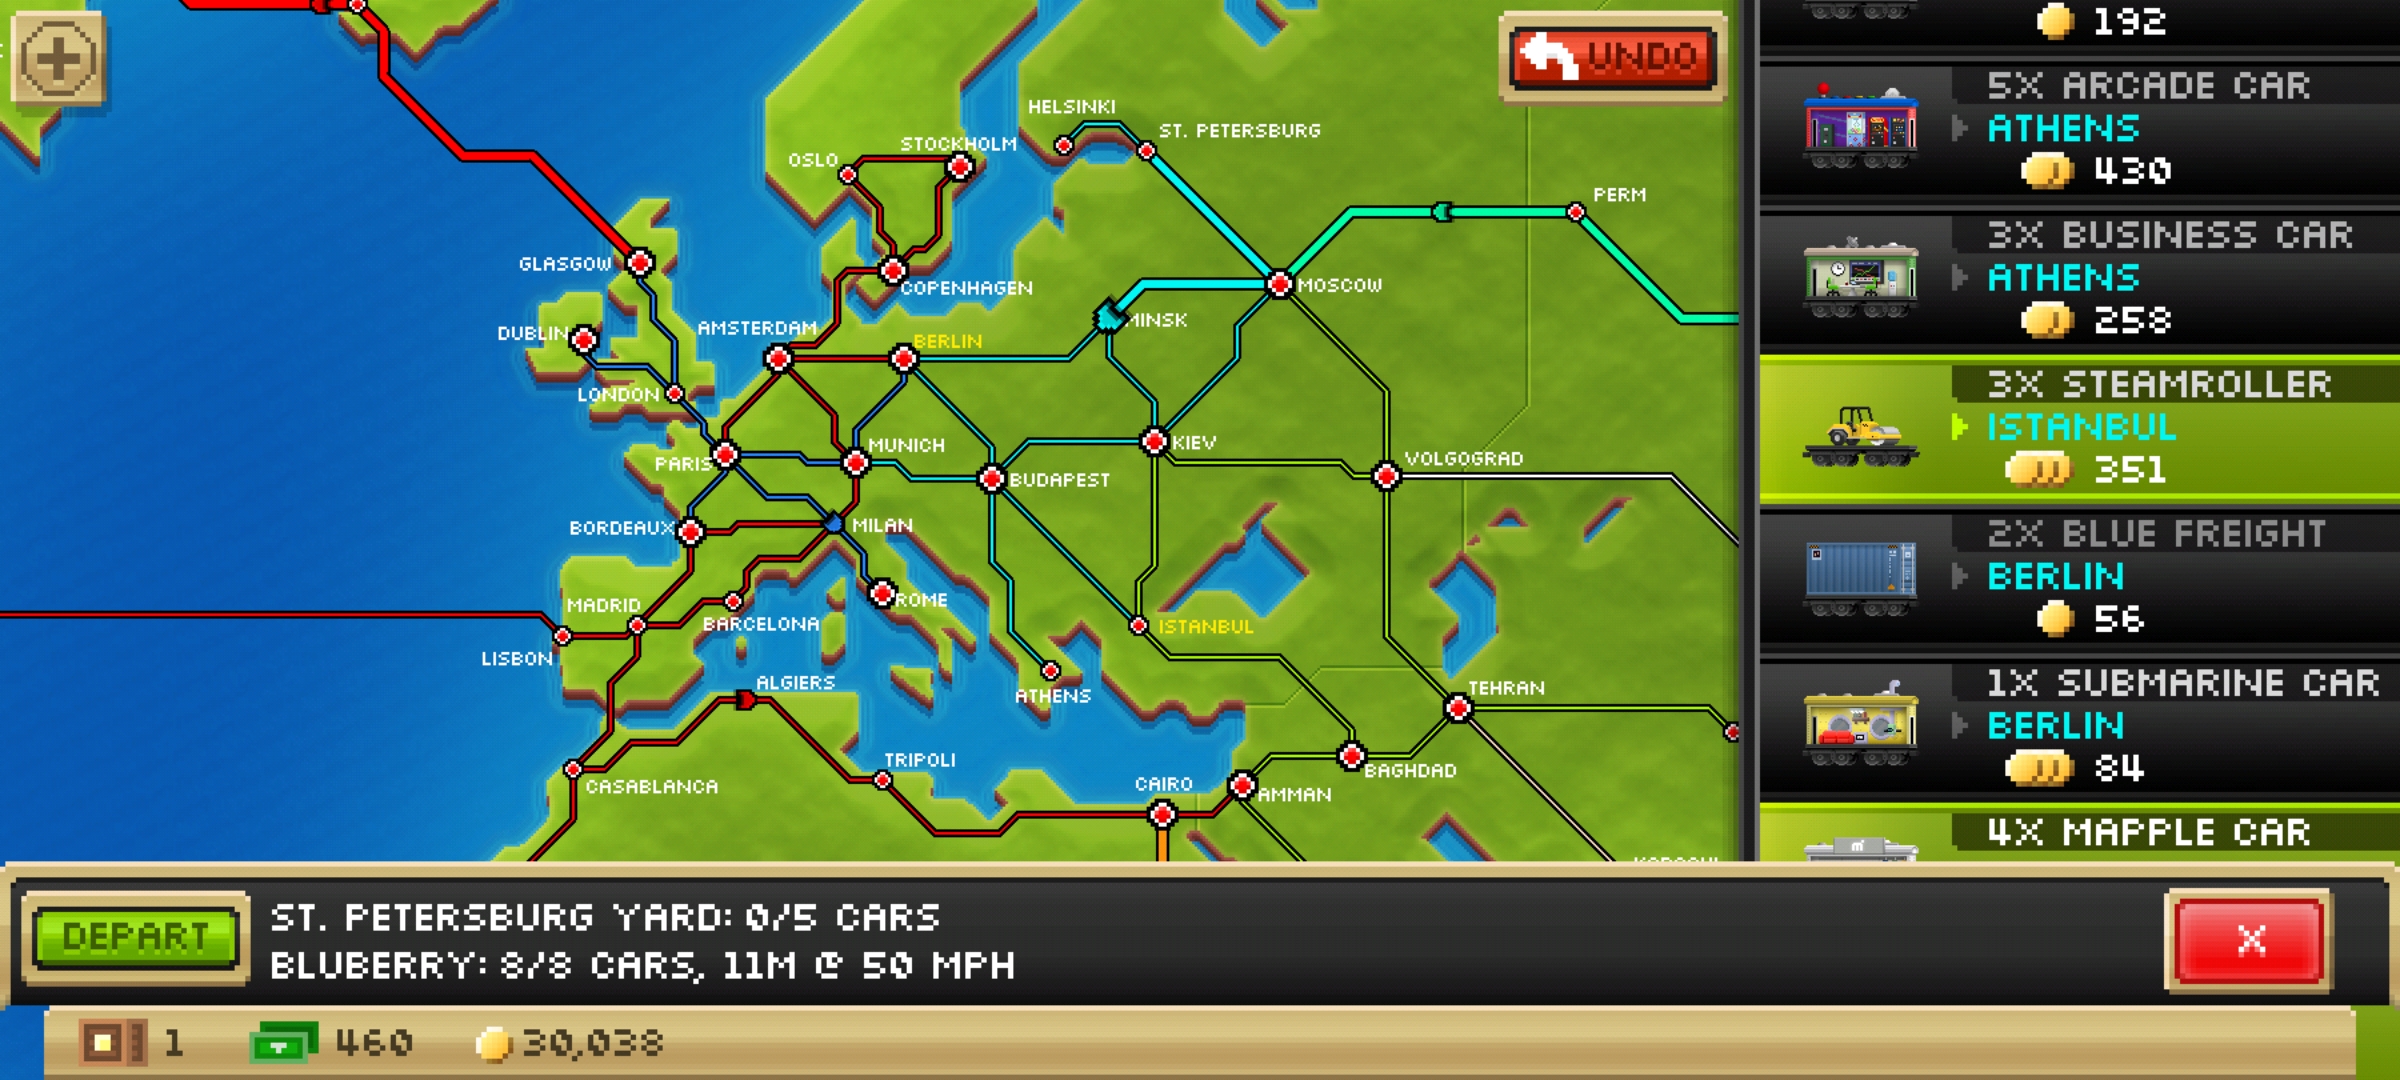 192
UNDO
HELSINKI
ST. PETERSBURG
STOCKHOLM
OSLO
PERM
GLASGOW
MOSCOW
COPENHAGEN
DUBLIN
AMSTERDAM
MINSK
BERLIN
LONDON
MUNICH
KIEV
PARIS
VOLGOGRAD
BUDAPEST
BORDEAUX
MILAN
ROME
MADRID
BARCELONA
ISTANBUL
LISBON
ALGIERS
ATHENS
TEHRAN
CASABLANCA
TRIPOLI
CAIRO
BAGHDAD
AMMAN
5X ARCADE CAR
ATHENS
430
3X BUSINESS CAR
ATHENS
258
3X STEAMROLLER
ISTANBUL
351
2X BLUE FREIGHT
BERLIN
56
1X SUBMARINE CAR
BERLIN
84
4X MAPPLE CAR
m
DEPART
ST. PETERSBURG YARD: 0/5 CARS
BLUBERRY: 8/8 CARS, 11M @ 50 MPH
X
1
460
30,038